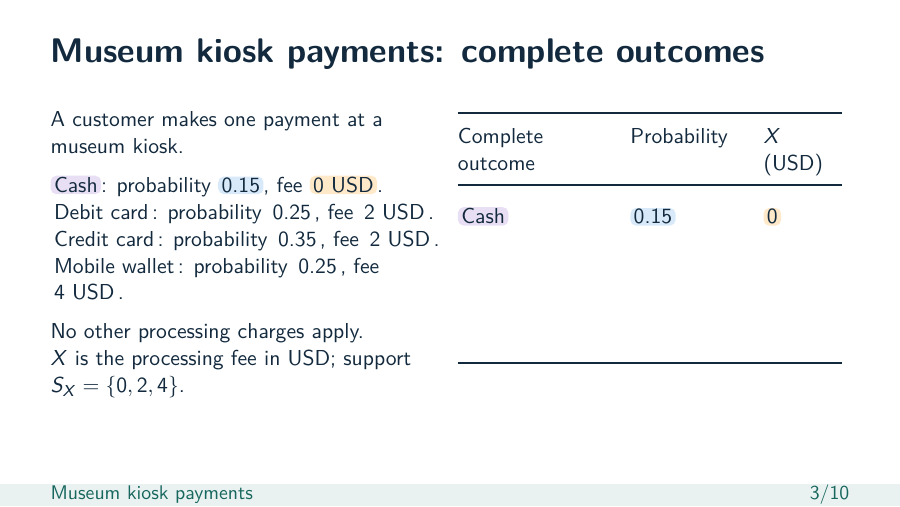 Museum kiosk payments: complete outcomes
A customer makes one payment at a
museum kiosk.
Cash: probability 0.15, fee 0 USD.
Debit card: probability 0.25, fee 2 USD.
Credit card: probability 0.35, fee 2 USD.
Mobile wallet: probability 0.25, fee
4 USD.
No other processing charges apply.
X is the processing fee in USD; support
S_X = {0, 2, 4}.
Complete outcome Probability X (USD)
Cash 0.15 0
Museum kiosk payments 3/10